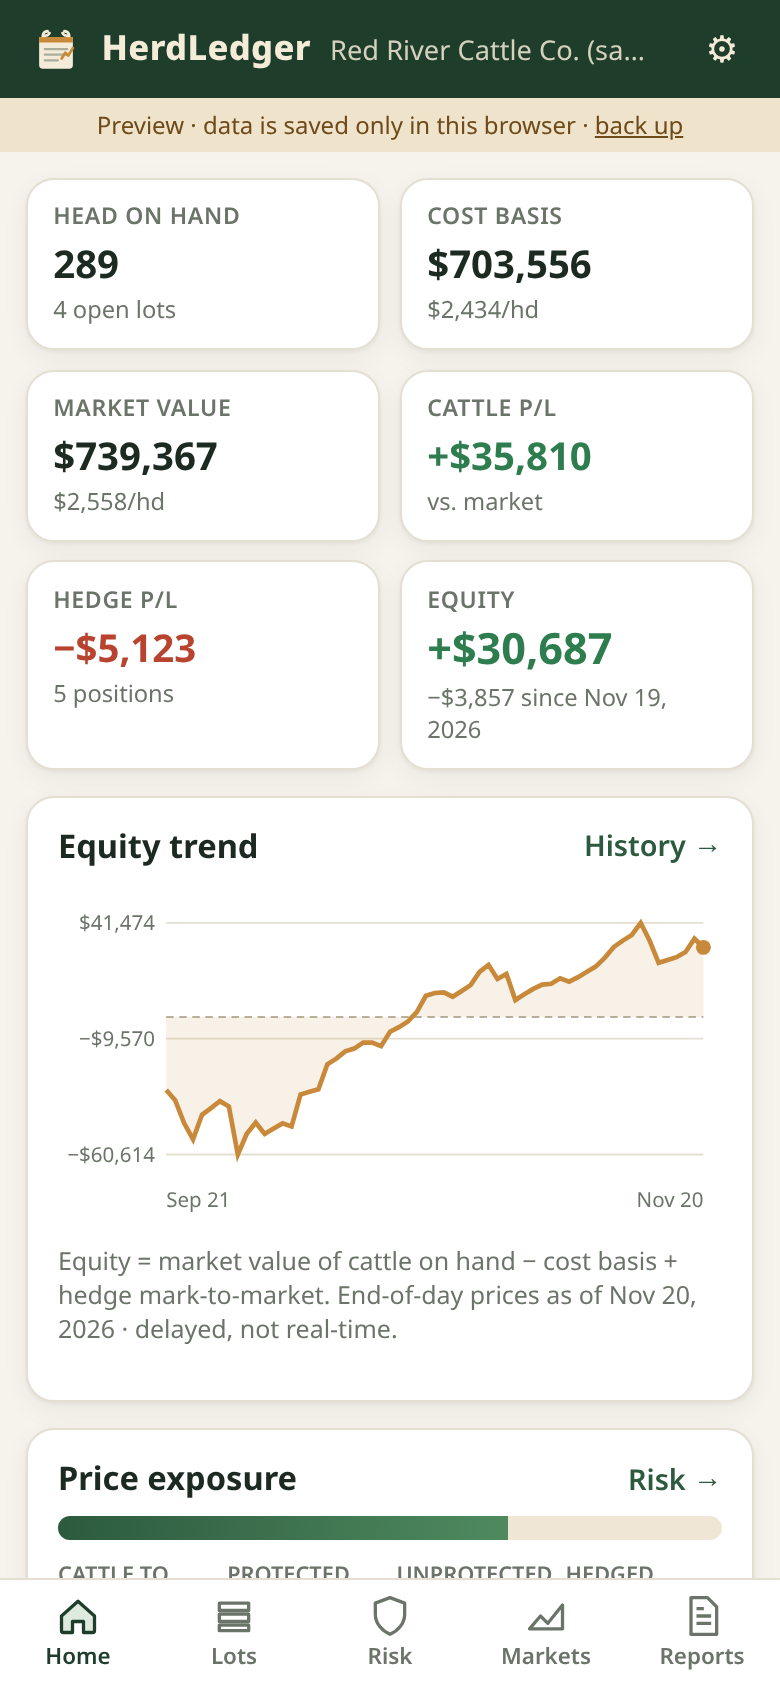 HerdLedger Red River Cattle Co. (sa...
Preview · data is saved only in this browser · back up
HEAD ON HAND
289
4 open lots
COST BASIS
$703,556
$2,434/hd
MARKET VALUE
$739,367
$2,558/hd
CATTLE P/L
+$35,810
vs. market
HEDGE P/L
−$5,123
5 positions
EQUITY
+$30,687
−$3,857 since Nov 19,
2026
Equity trend
History →
$41,474
−$9,570
−$60,614
Sep 21
Nov 20
Equity = market value of cattle on hand − cost basis +
hedge mark-to-market. End-of-day prices as of Nov 20,
2026 · delayed, not real-time.
Price exposure
Risk →
CATTLE TO PROTECTED UNPROTECTED HEDGED
Home
Lots
Risk
Markets
Reports